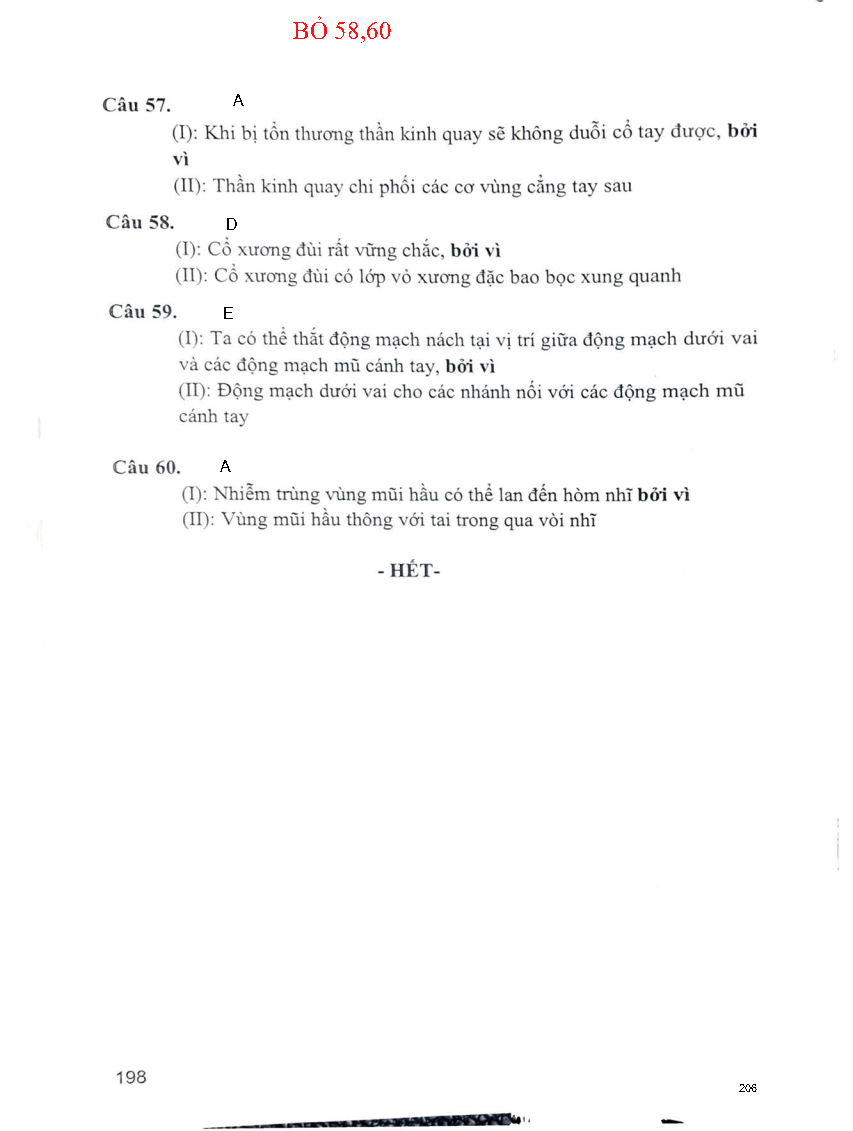 BỎ 58,60
Câu 57. A
(I): Khi bị tổn thương thần kinh quay sẽ không duỗi cổ tay được, bởi
vì
(II): Thần kinh quay chi phối các cơ vùng cẳng tay sau
Câu 58. D
(I): Cổ xương đùi rất vững chắc, bởi vì
(II): Cổ xương đùi có lớp vỏ xương đặc bao bọc xung quanh
Câu 59. E
(I): Ta có thể thắt động mạch nách tại vị trí giữa động mạch dưới vai
và các động mạch mũ cánh tay, bởi vì
(II): Động mạch dưới vai cho các nhánh nối với các động mạch mũ
cánh tay
Câu 60. A
(I): Nhiễm trùng vùng mũi hầu có thể lan đến hòm nhĩ bởi vì
(II): Vùng mũi hầu thông với tai trong qua vòi nhĩ
- HẾT-
198
206